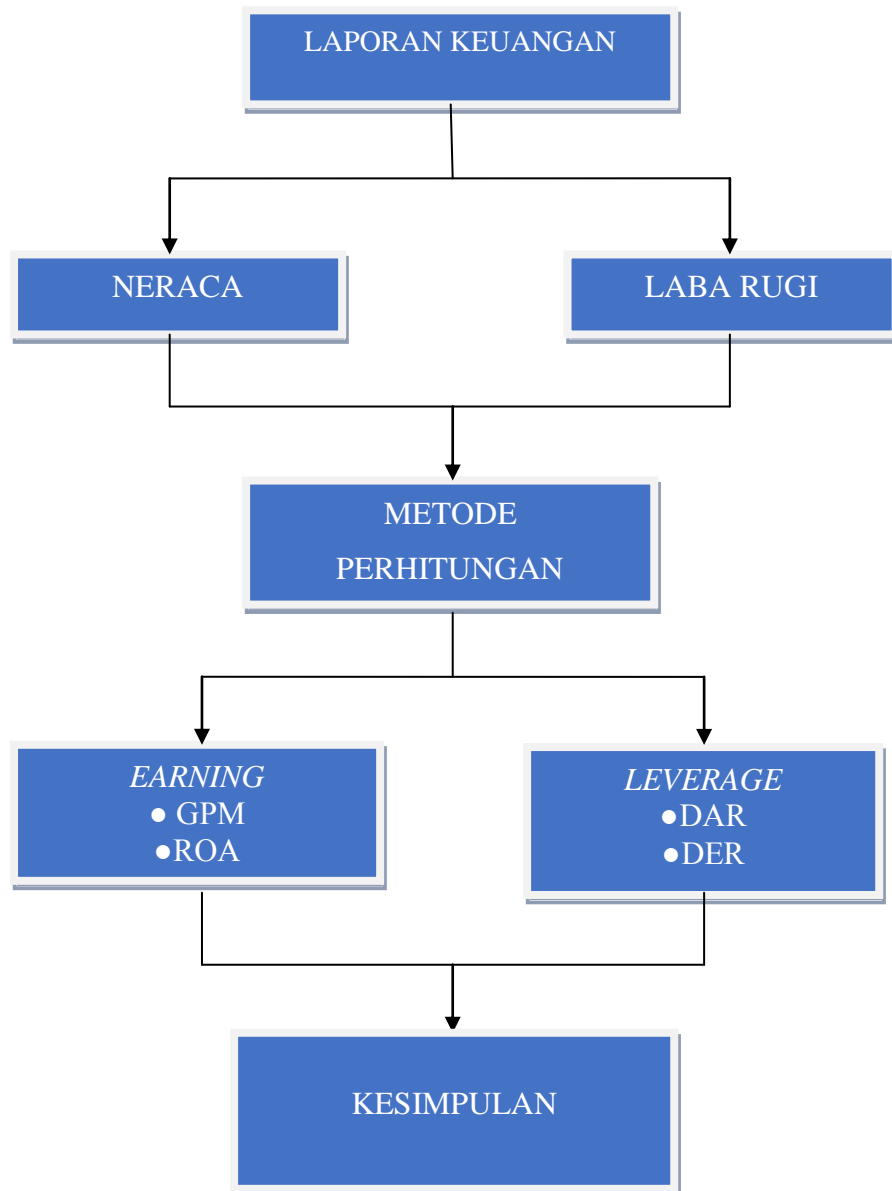 LAPORAN KEUANGAN
NERACA
LABA RUGI
METODE
PERHITUNGAN
EARNING
● GPM
●ROA
LEVERAGE
●DAR
●DER
KESIMPULAN